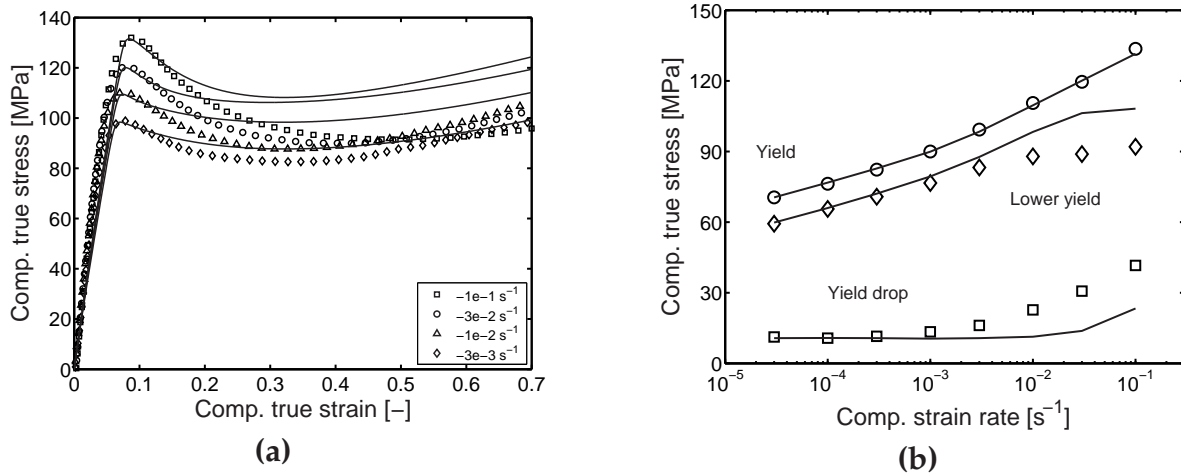 140
120
100
80
60
40
20
0
0
0.1
0.2
0.3
0.4
0.5
0.6
0.7
Comp. true stress [MPa]
Comp. true strain [−]
−1e−1 s⁻¹
−3e−2 s⁻¹
−1e−2 s⁻¹
−3e−3 s⁻¹
(a)
150
120
90
60
30
0
10⁻⁵
10⁻⁴
10⁻³
10⁻²
10⁻¹
Comp. true stress [MPa]
Comp. strain rate [s⁻¹]
Yield
Lower yield
Yield drop
(b)